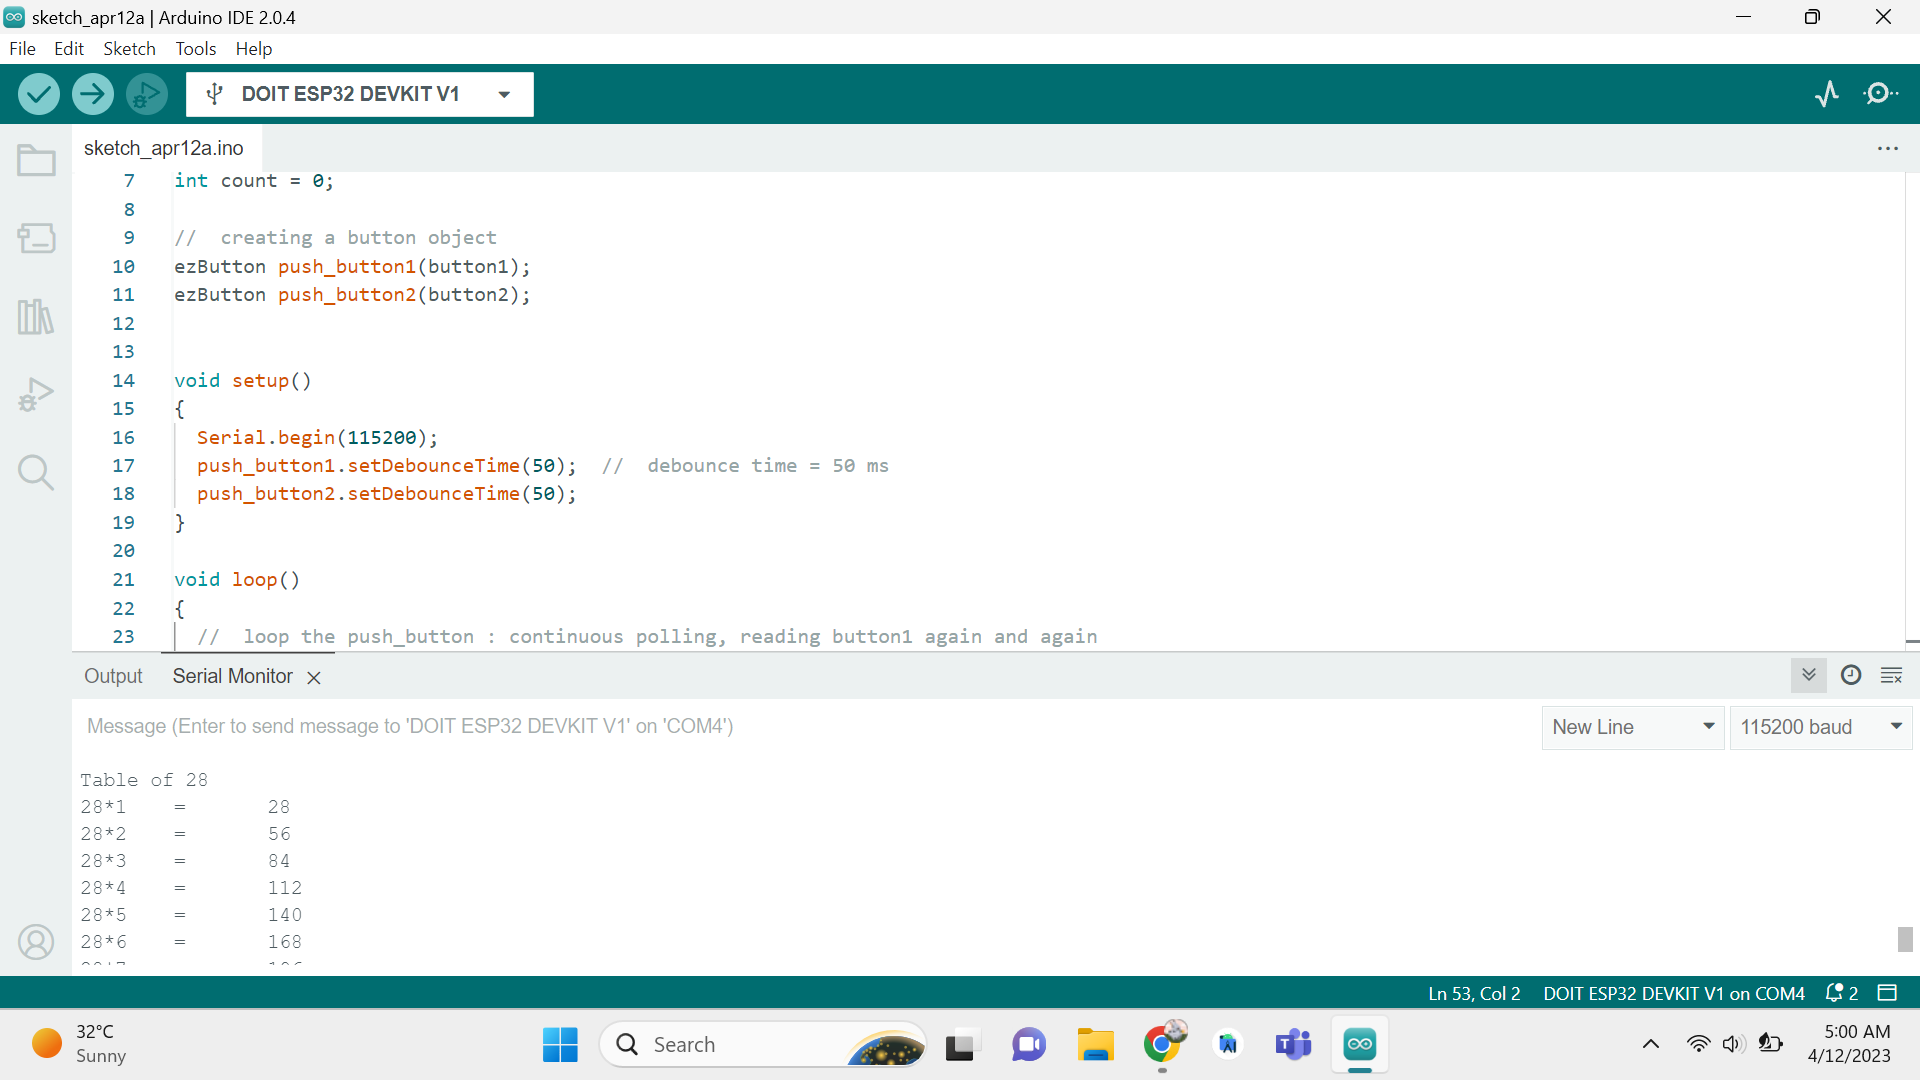 sketch_apr12a | Arduino IDE 2.0.4
File Edit Sketch Tools Help
DOIT ESP32 DEVKIT V1
sketch_apr12a.ino
7 int count = 0;
8
9 // creating a button object
10 ezButton push_button1(button1);
11 ezButton push_button2(button2);
12
13
14 void setup()
15 {
16 Serial.begin(115200);
17 push_button1.setDebounceTime(50); // debounce time = 50 ms
18 push_button2.setDebounceTime(50);
19 }
20
21 void loop()
22 {
23 // loop the push_button : continuous polling, reading button1 again and again
Output Serial Monitor
Message (Enter to send message to 'DOIT ESP32 DEVKIT V1' on 'COM4')
New Line 115200 baud
Table of 28
28*1 = 28
28*2 = 56
28*3 = 84
28*4 = 112
28*5 = 140
28*6 = 168
Ln 53, Col 2 DOIT ESP32 DEVKIT V1 on COM4 2
32°C
Sunny
Search
5:00 AM
4/12/2023